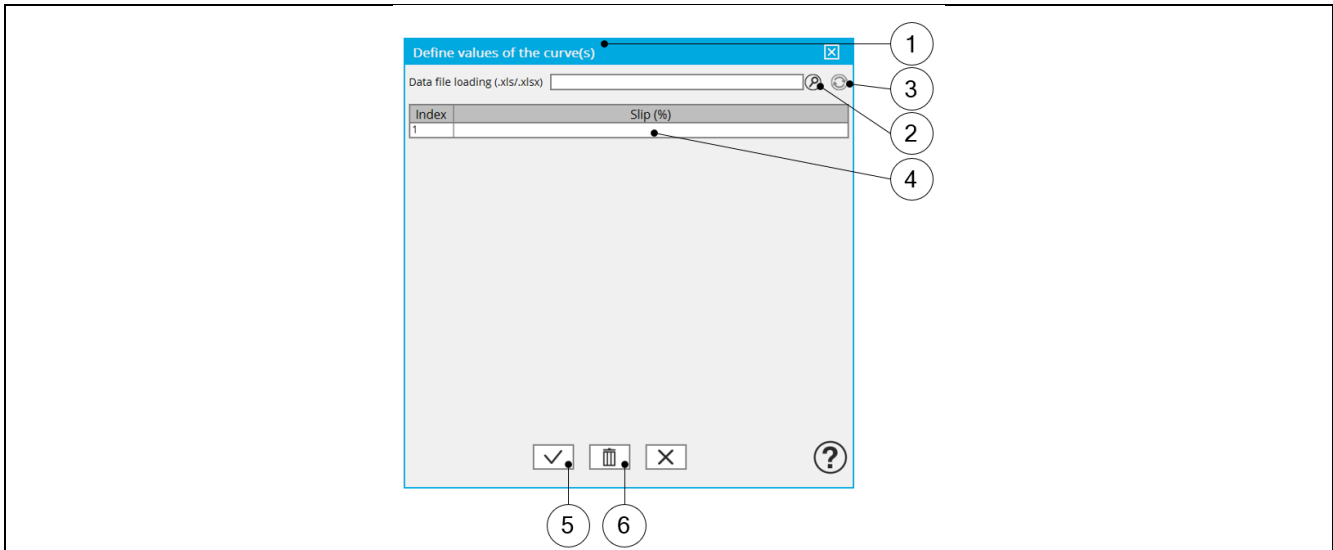 Define values of the curve(s)
1
Data file loading (.xls/.xlsx)
3
Index Slip (%)
1
2
4
?
5 6